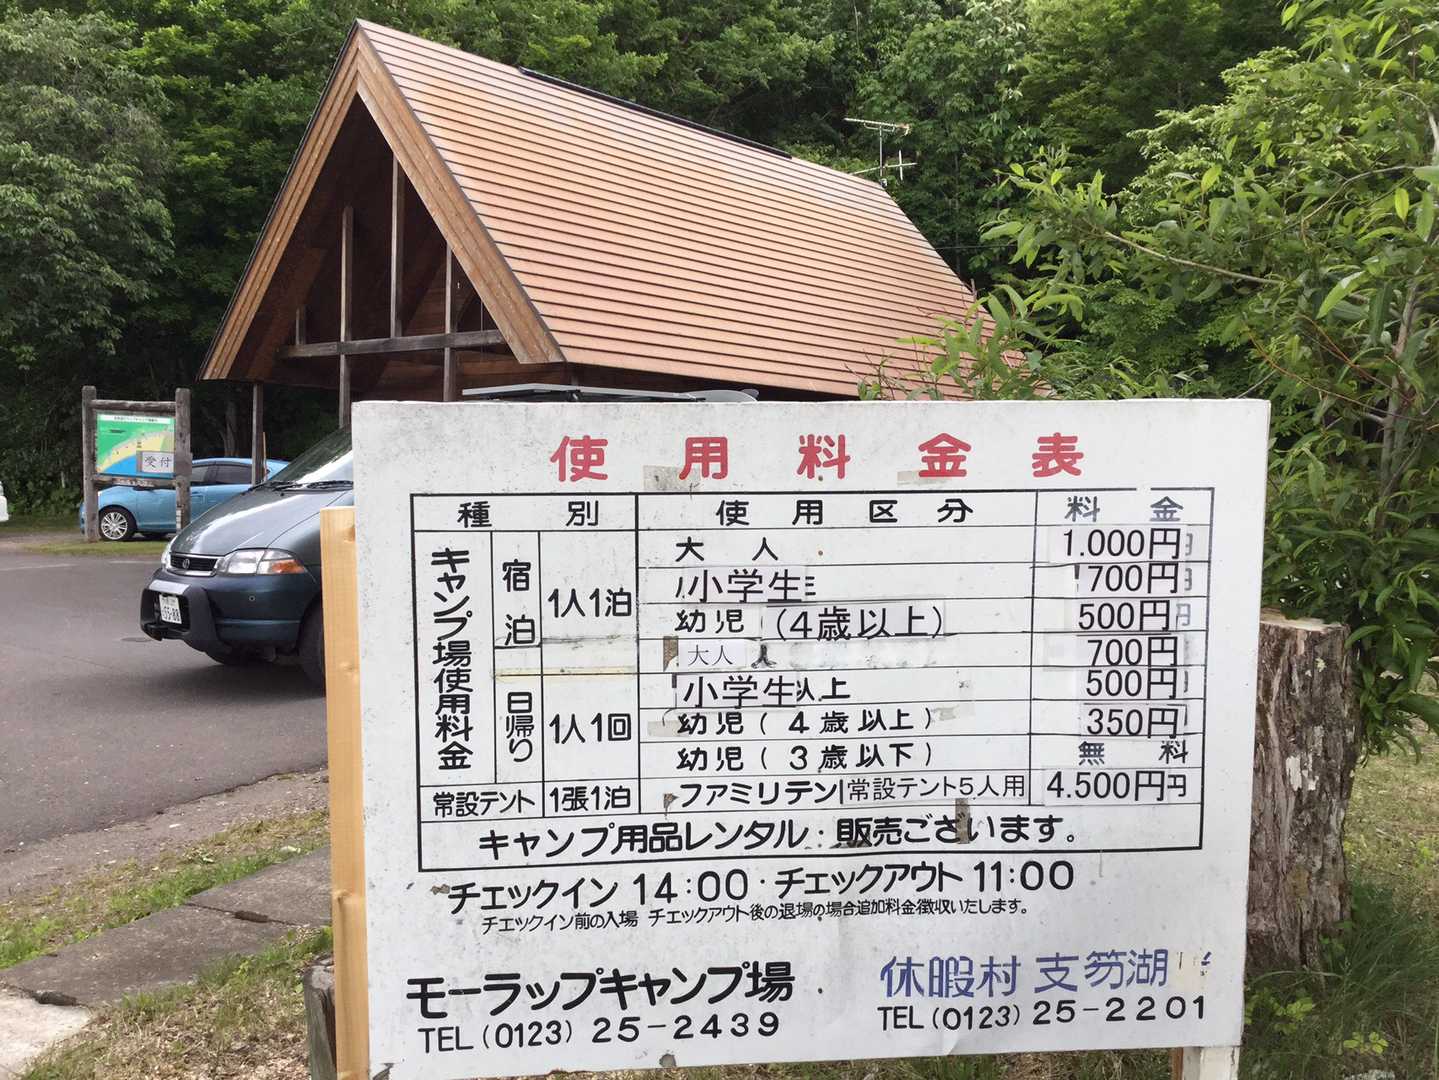 使用料金表
種別 使用区分 料金
キャンプ場使用料金
宿泊 1人1泊 大人 1.000円
小学生 700円
幼児(4歳以上) 500円
日帰り 1人1回 大人 700円
小学生以上 500円
幼児(4歳以上) 350円
幼児(3歳以下) 無料
常設テント 1張1泊 ファミリテン 常設テント5人用 4.500円
キャンプ用品レンタル・販売ございます。
チェックイン 14:00・チェックアウト 11:00
チェックイン前の入場 チェックアウト後の退場の場合追加料金徴収いたします。
モーラップキャンプ場
TEL(0123)25-2439
休暇村 支笏湖
TEL(0123)25-2201
受付
55-88